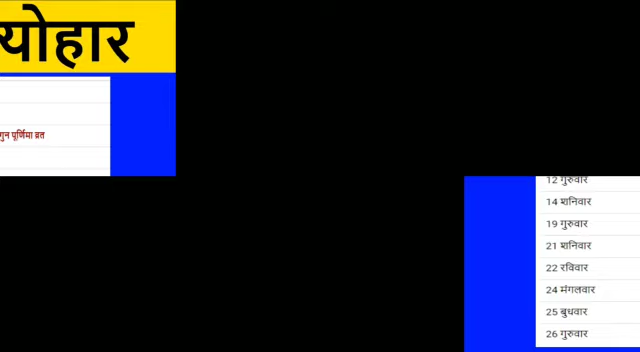 योहार
गुन पूर्णिमा व्रत
12 गुरुवार
14 शनिवार
19 गुरुवार
21 शनिवार
22 रविवार
24 मंगलवार
25 बुधवार
26 गुरुवार